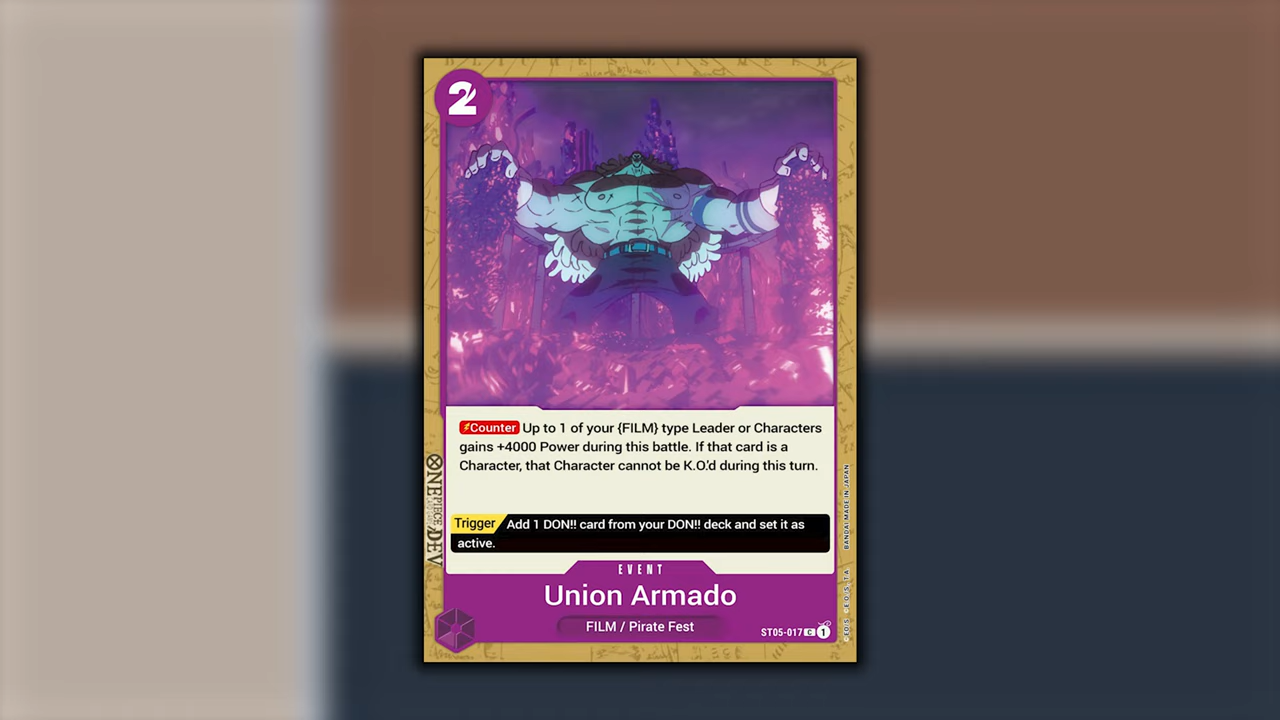 2
⚡Counter Up to 1 of your {FILM} type Leader or Characters
gains +4000 Power during this battle. If that card is a
Character, that Character cannot be K.O.'d during this turn.
Trigger Add 1 DON!! card from your DON!! deck and set it as
active.
EVENT
Union Armado
FILM / Pirate Fest
ST05-017 C 1
BANDAI MADE IN JAPAN